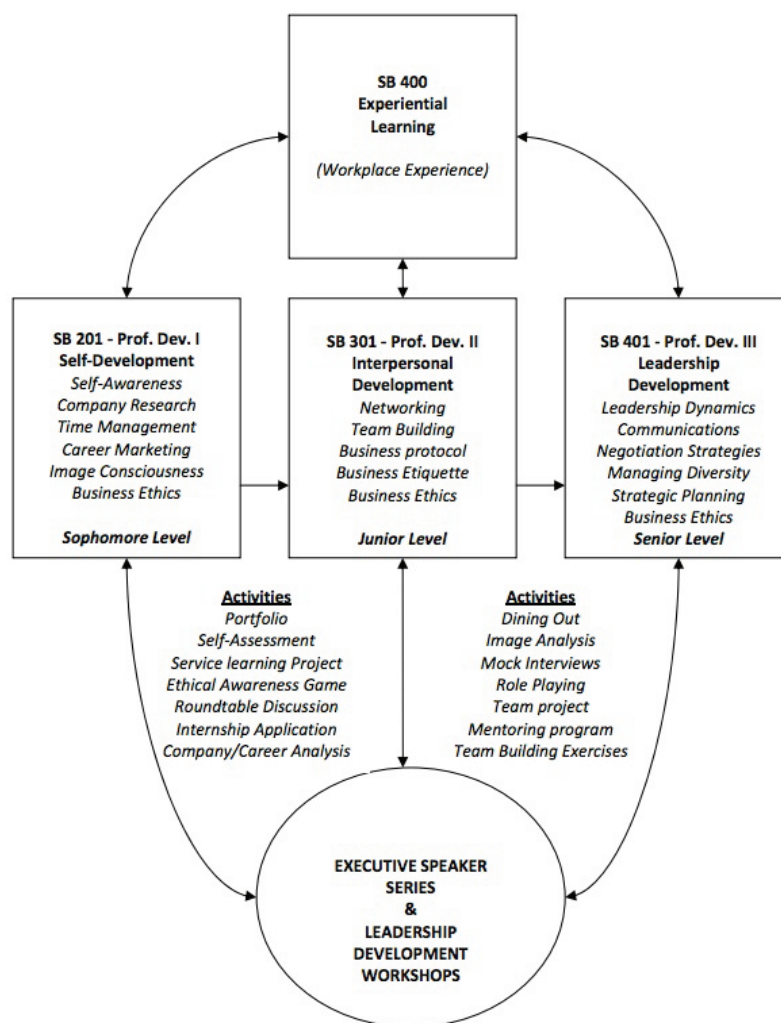 SB 400
Experiential
Learning
(Workplace Experience)
SB 201 - Prof. Dev. I
Self-Development
Self-Awareness
Company Research
Time Management
Career Marketing
Image Consciousness
Business Ethics
Sophomore Level
SB 301 - Prof. Dev. II
Interpersonal
Development
Networking
Team Building
Business protocol
Business Etiquette
Business Ethics
Junior Level
SB 401 - Prof. Dev. III
Leadership
Development
Leadership Dynamics
Communications
Negotiation Strategies
Managing Diversity
Strategic Planning
Business Ethics
Senior Level
Activities
Portfolio
Self-Assessment
Service learning Project
Ethical Awareness Game
Roundtable Discussion
Internship Application
Company/Career Analysis
Activities
Dining Out
Image Analysis
Mock Interviews
Role Playing
Team project
Mentoring program
Team Building Exercises
EXECUTIVE SPEAKER
SERIES
&
LEADERSHIP
DEVELOPMENT
WORKSHOPS